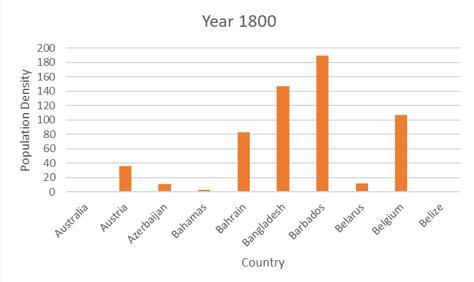 Year 1800
Population Density
200
180
160
140
120
100
80
60
40
20
0
Australia
Austria
Azerbaijan
Bahamas
Bahrain
Bangladesh
Barbados
Belarus
Belgium
Belize
Country